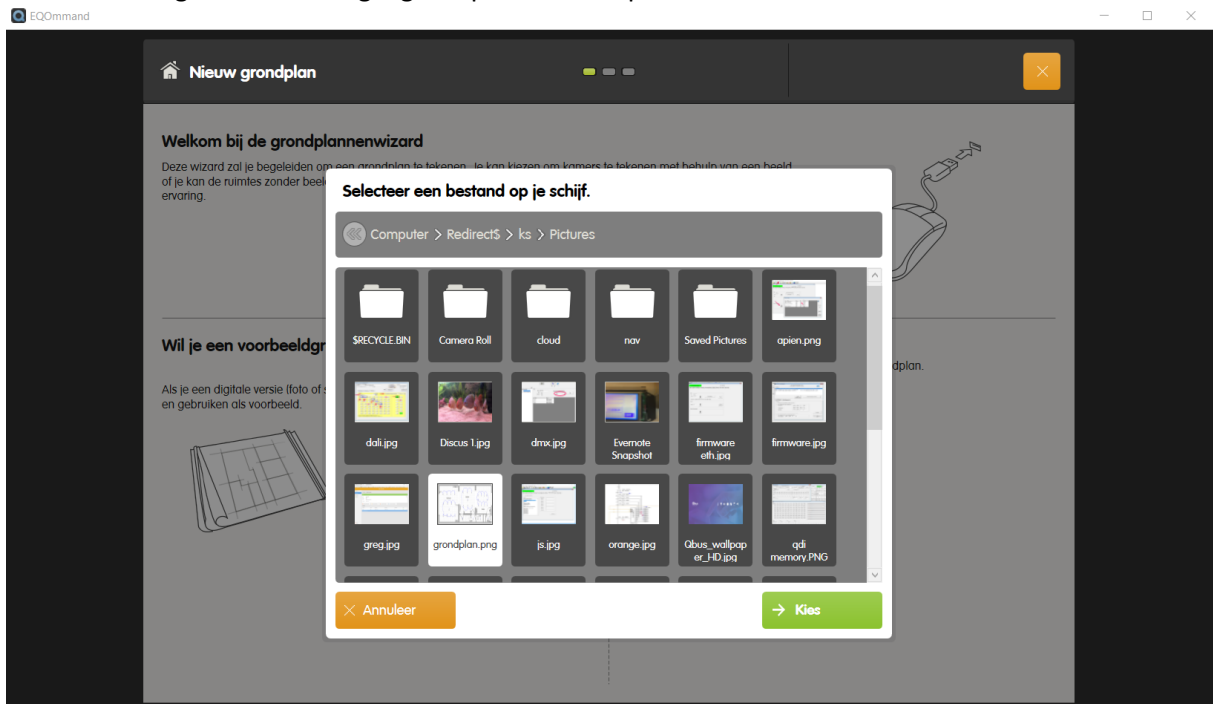 EQOmmand
Nieuw grondplan
Welkom bij de grondplannenwizard
Deze wizard zal je begeleiden om een grondplan te tekenen. Je kan kiezen om kamers te tekenen met behulp van een beeld
of je kan de ruimtes zonder beel
ervaring.
Selecteer een bestand op je schijf.
Computer > Redirect$ > ks > Pictures
$RECYCLE.BIN
Camera Roll
cloud
nav
Saved Pictures
apien.png
Wil je een voorbeeldgr
dplan.
Als je een digitale versie (foto of s
en gebruiken als voorbeeld.
dali.jpg
Discus 1.jpg
dmx.jpg
Evernote
Snapshot
firmware
eth.jpg
firmware.jpg
greg.jpg
grondplan.png
js.jpg
orange.jpg
Qbus_wallpap
er_HD.jpg
qdi
memory.PNG
Annuleer
Kies